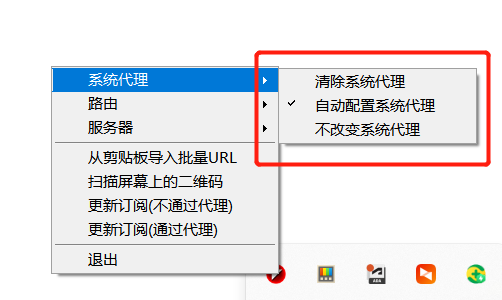 系统代理
清除系统代理
自动配置系统代理
不改变系统代理
路由
服务器
从剪贴板导入批量URL
扫描屏幕上的二维码
更新订阅(不通过代理)
更新订阅(通过代理)
退出